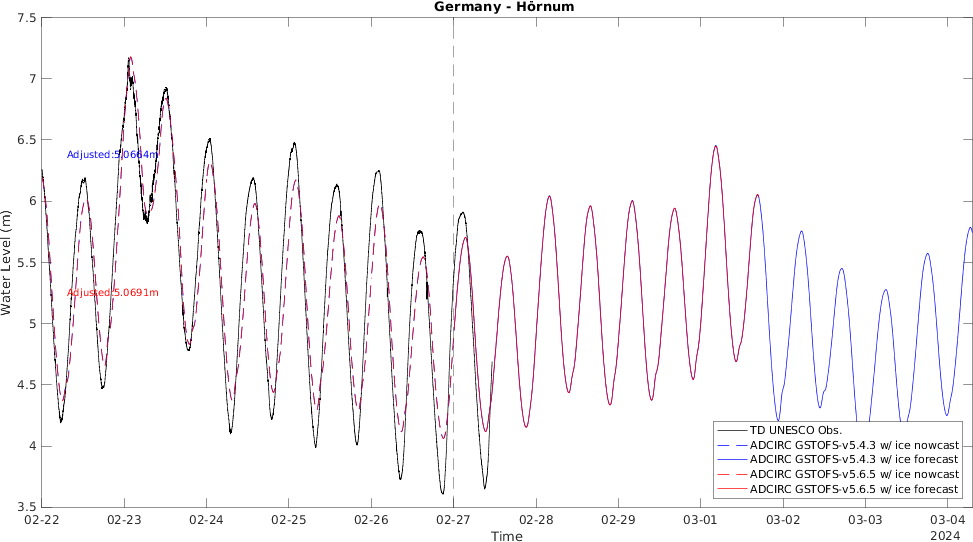 Germany - Hörnum
7.5
7
6.5
6
5.5
5
4.5
4
3.5
Water Level (m)
Adjusted:5.0664m
Adjusted:5.0691m
TD UNESCO Obs.
ADCIRC GSTOFS-v5.4.3 w/ ice nowcast
ADCIRC GSTOFS-v5.4.3 w/ ice forecast
ADCIRC GSTOFS-v5.6.5 w/ ice nowcast
ADCIRC GSTOFS-v5.6.5 w/ ice forecast
02-22 02-23 02-24 02-25 02-26 02-27 02-28 02-29 03-01 03-02 03-03 03-04
2024
Time